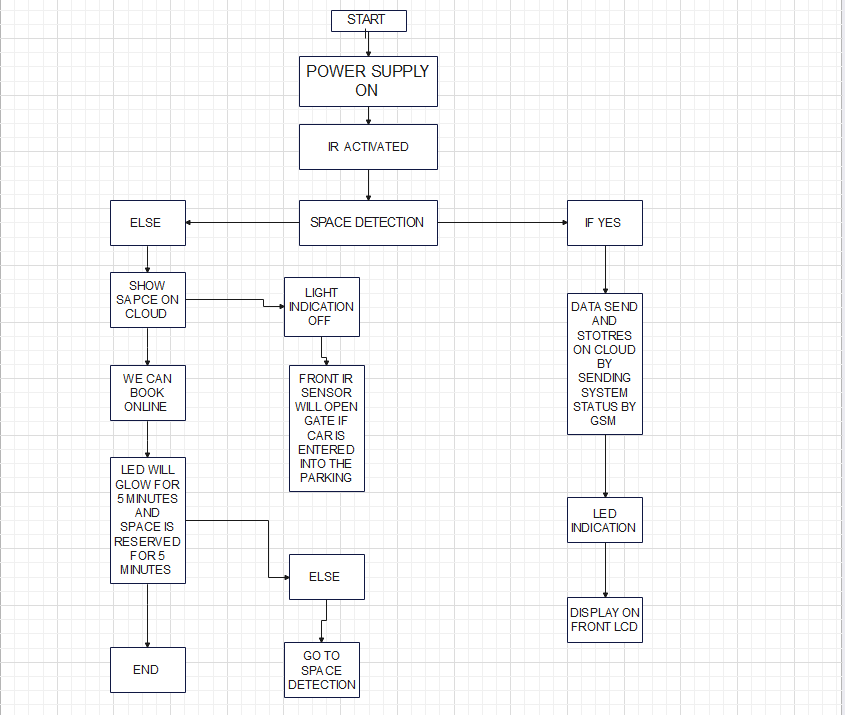 START
POWER SUPPLY
ON
IR ACTIVATED
ELSE
SPACE DETECTION
IF YES
SHOW
SAPCE ON
CLOUD
LIGHT
INDICATION
OFF
DATA SEND
AND
STOTRES
ON CLOUD
BY
SENDING
SYSTEM
STATUS BY
GSM
WE CAN
BOOK
ONLINE
FRONT IR
SENSOR
WILL OPEN
GATE IF
CAR IS
ENTERED
INTO THE
PARKING
LED WILL
GLOW FOR
5 MINUTES
AND
SPACE IS
RESERVED
FOR 5
MINUTES
LED
INDICATION
ELSE
DISPLAY ON
FRONT LCD
END
GO TO
SPACE
DETECTION